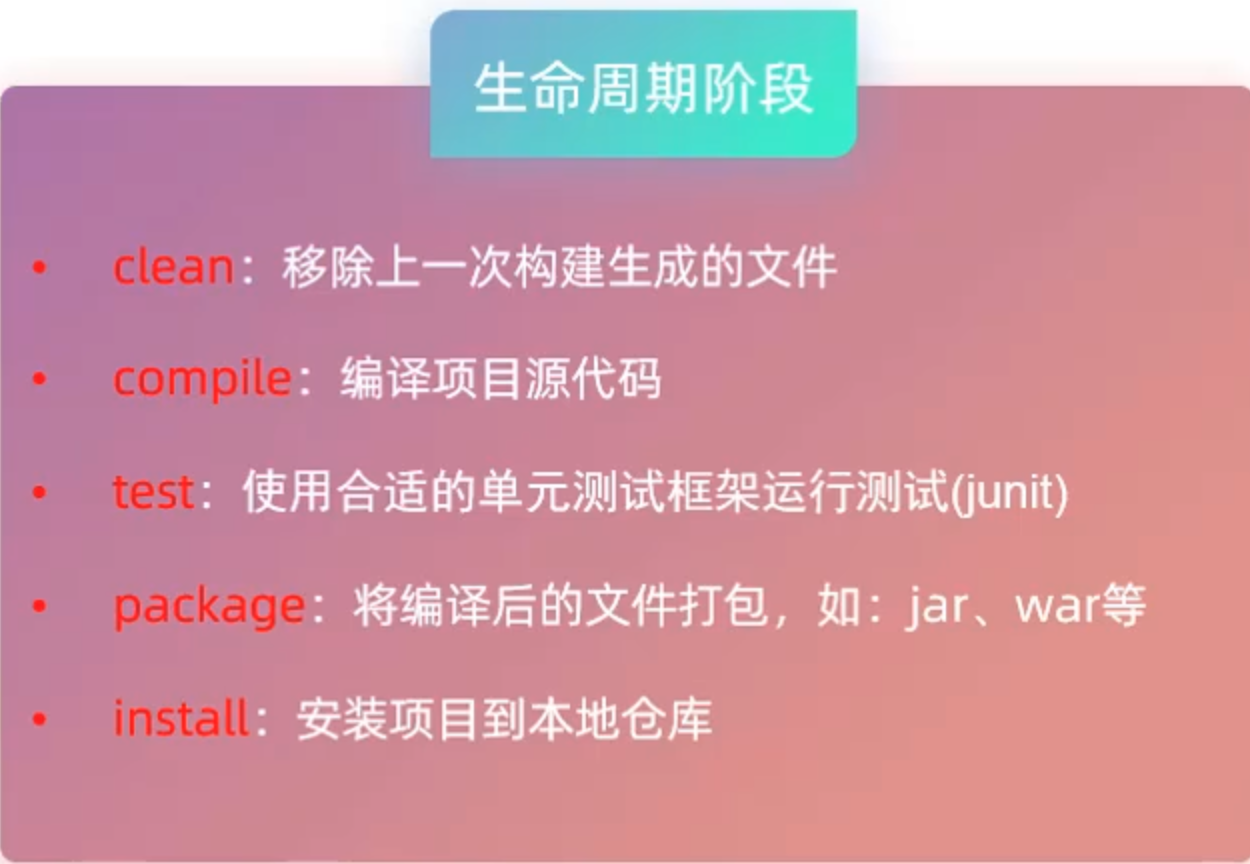 生命周期阶段
• clean：移除上一次构建生成的文件
• compile：编译项目源代码
• test：使用合适的单元测试框架运行测试(junit)
• package：将编译后的文件打包，如：jar、war等
• install：安装项目到本地仓库